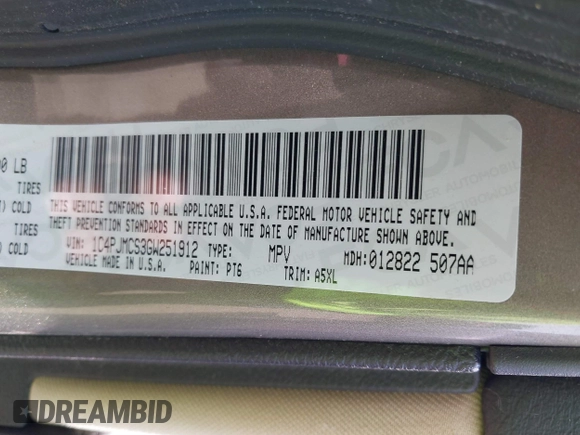 00 LB
TIRES
COLD
TIRES
COLD
THIS VEHICLE CONFORMS TO ALL APPLICABLE U.S.A. FEDERAL MOTOR VEHICLE SAFETY AND
THEFT PREVENTION STANDARDS IN EFFECT ON THE DATE OF MANUFACTURE SHOWN ABOVE.
VIN: 1C4PJMCS3GW251912 TYPE: MPV MDH:012822 507AA
VEHICLE MADE IN U.S.A. PAINT: PT6 TRIM: A5XL
DREAMBID